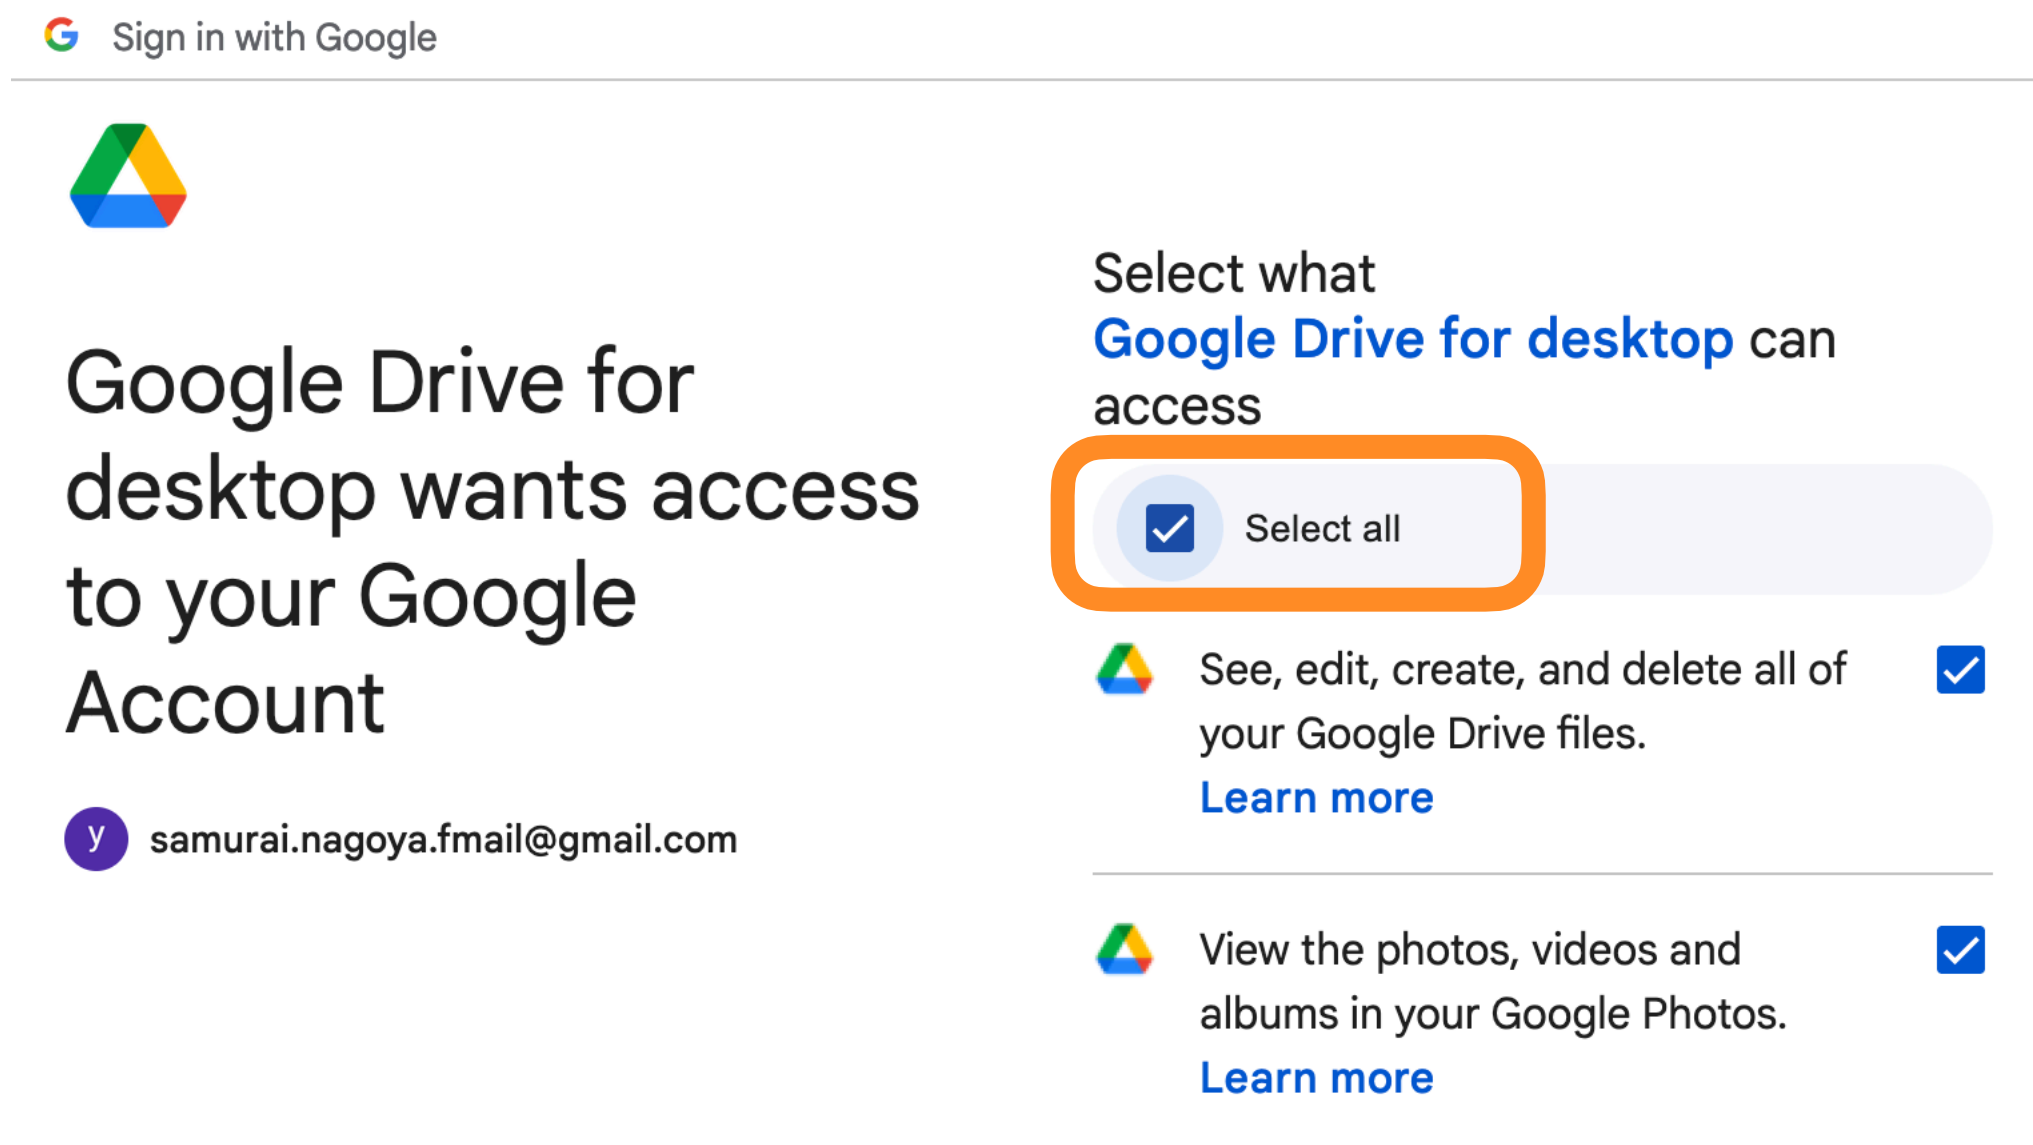 Sign in with Google
Google Drive for
desktop wants access
to your Google
Account
y samurai.nagoya.fmail@gmail.com
Select what
Google Drive for desktop can
access
Select all
See, edit, create, and delete all of
your Google Drive files.
Learn more
View the photos, videos and
albums in your Google Photos.
Learn more